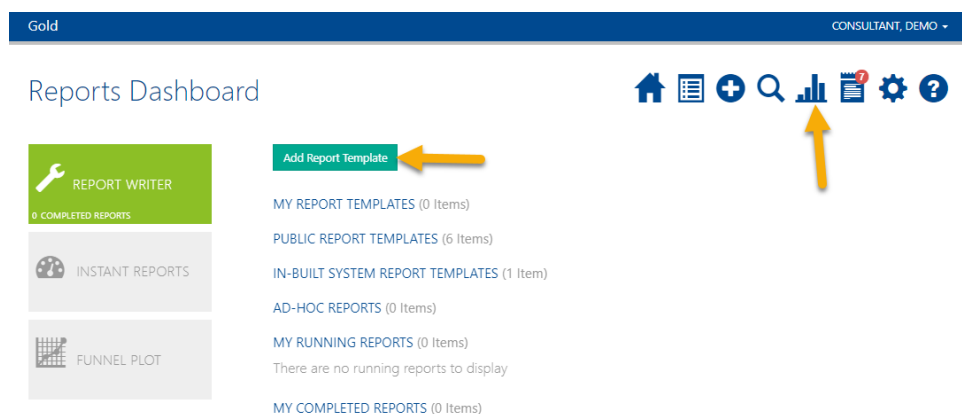 Gold
CONSULTANT, DEMO
Reports Dashboard
7
?
Add Report Template
REPORT WRITER
0 COMPLETED REPORTS
MY REPORT TEMPLATES (0 Items)
PUBLIC REPORT TEMPLATES (6 Items)
INSTANT REPORTS
IN-BUILT SYSTEM REPORT TEMPLATES (1 Item)
AD-HOC REPORTS (0 Items)
MY RUNNING REPORTS (0 Items)
FUNNEL PLOT
There are no running reports to display
MY COMPLETED REPORTS (0 Items)